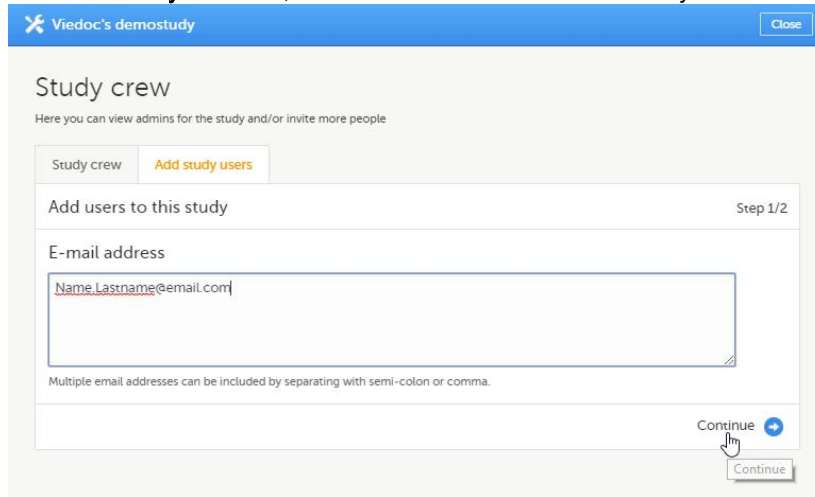 Viedoc's demostudy Close
Study crew
Here you can view admins for the study and/or invite more people
Study crew Add study users
Add users to this study Step 1/2
E-mail address
Name.Lastname@email.com
Multiple email addresses can be included by separating with semi-colon or comma.
Continue
Continue